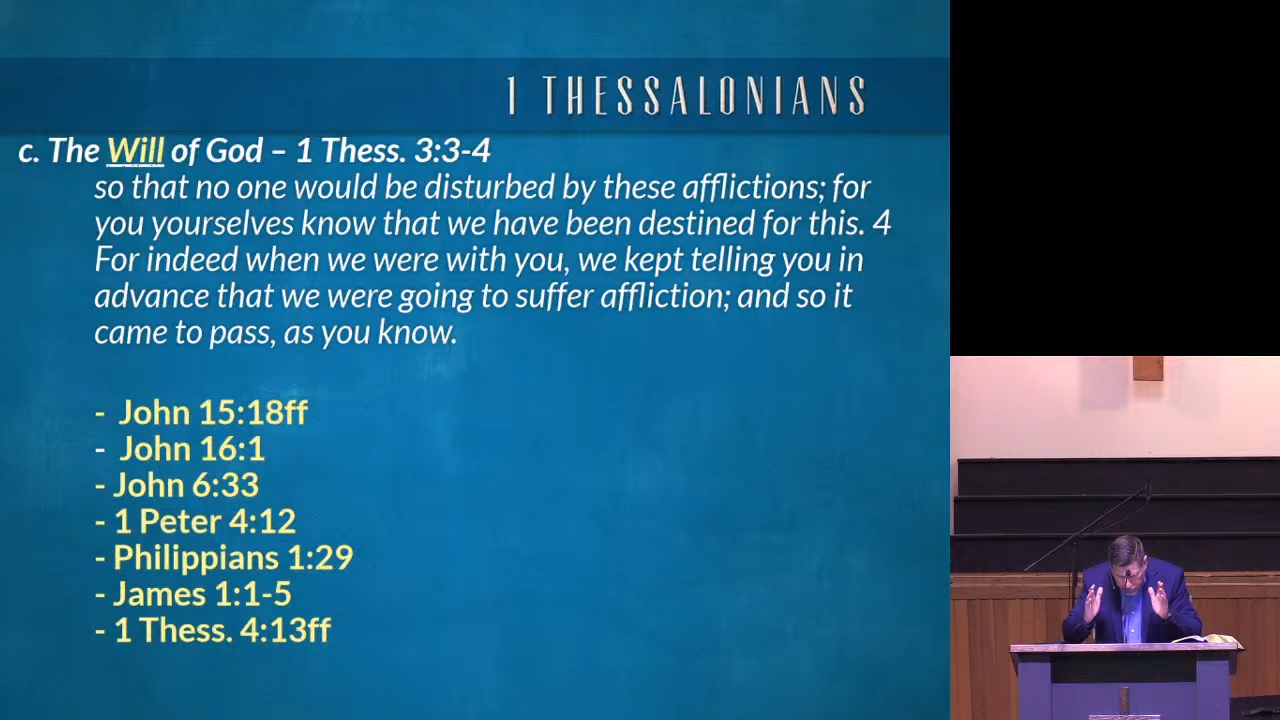 1 THESSALONIANS
c. The Will of God – 1 Thess. 3:3-4
so that no one would be disturbed by these afflictions; for
you yourselves know that we have been destined for this. 4
For indeed when we were with you, we kept telling you in
advance that we were going to suffer affliction; and so it
came to pass, as you know.
- John 15:18ff
- John 16:1
- John 6:33
- 1 Peter 4:12
- Philippians 1:29
- James 1:1-5
- 1 Thess. 4:13ff